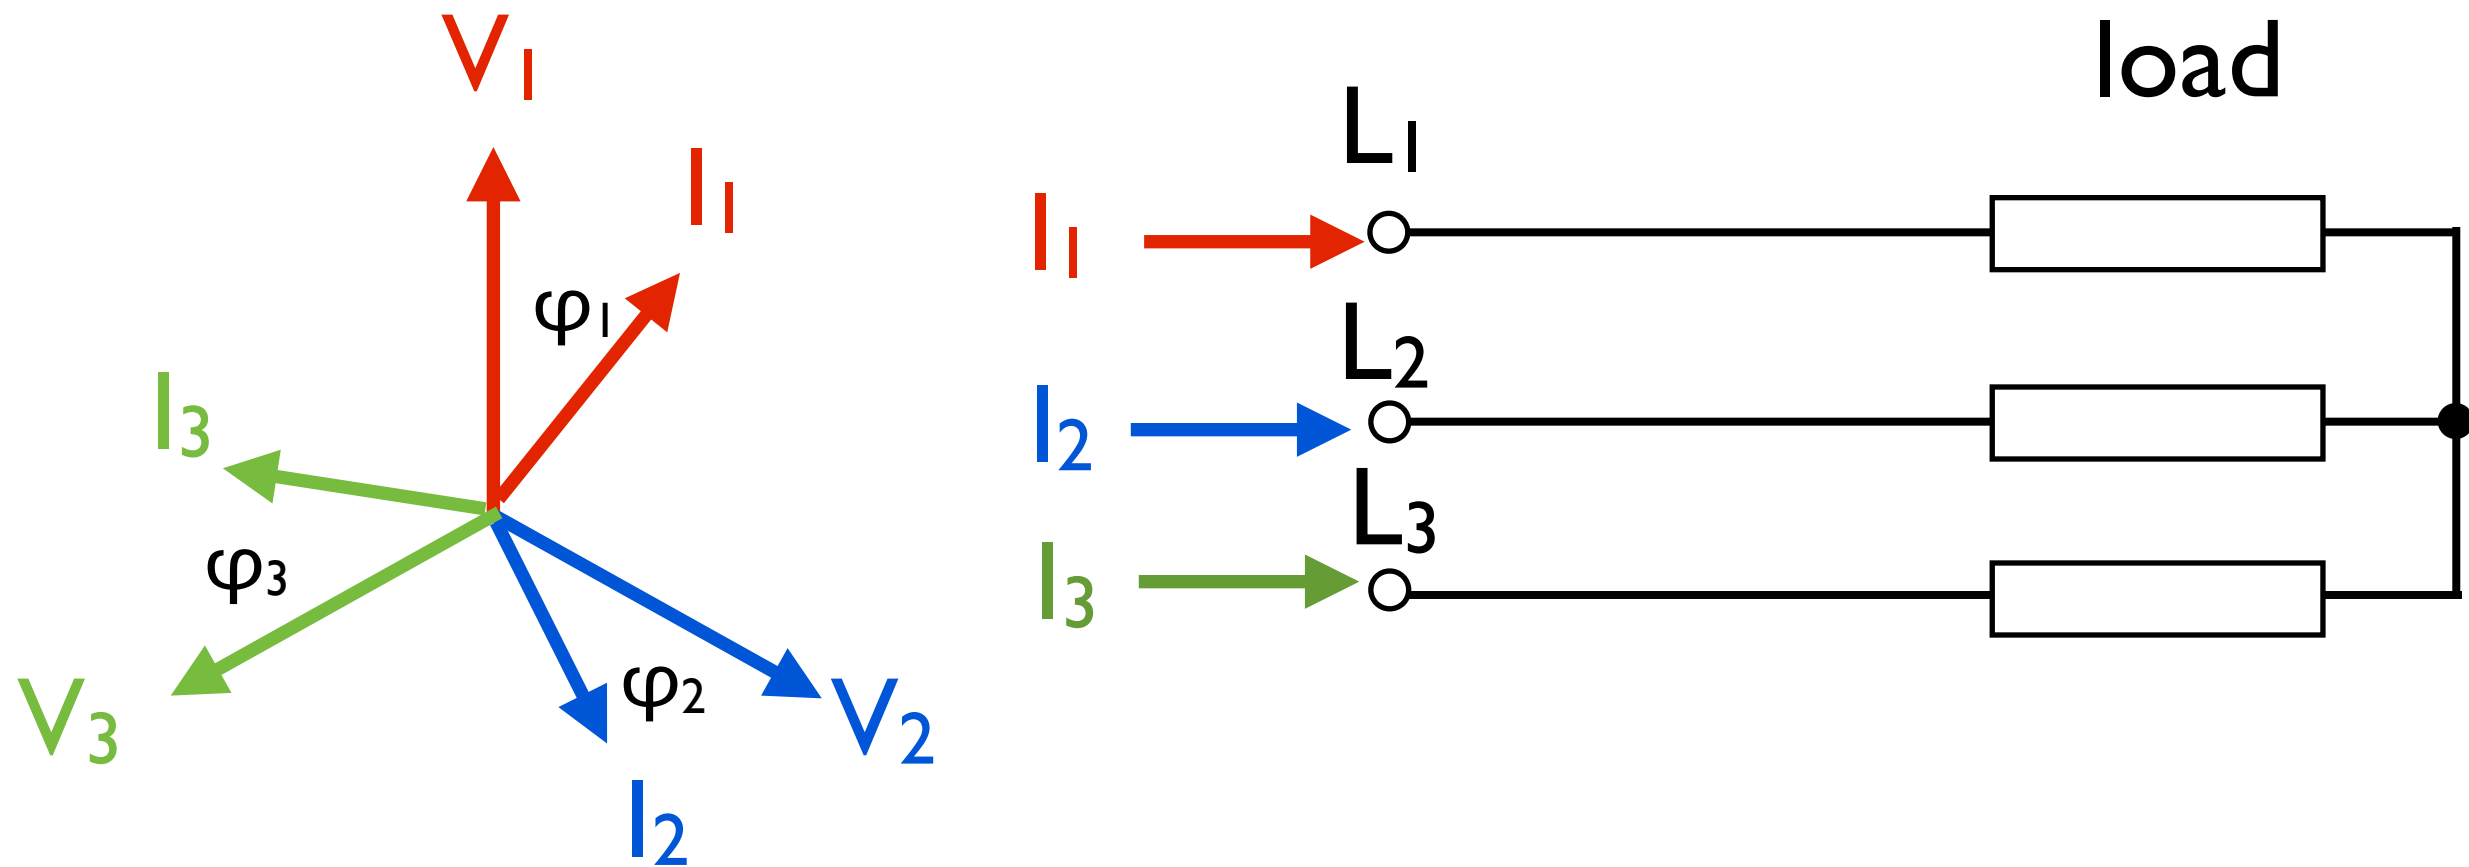 V₁
I₁
φ₁
I₃
φ₃
V₃
φ₂
V₂
I₂
load
L₁
I₁
L₂
I₂
L₃
I₃